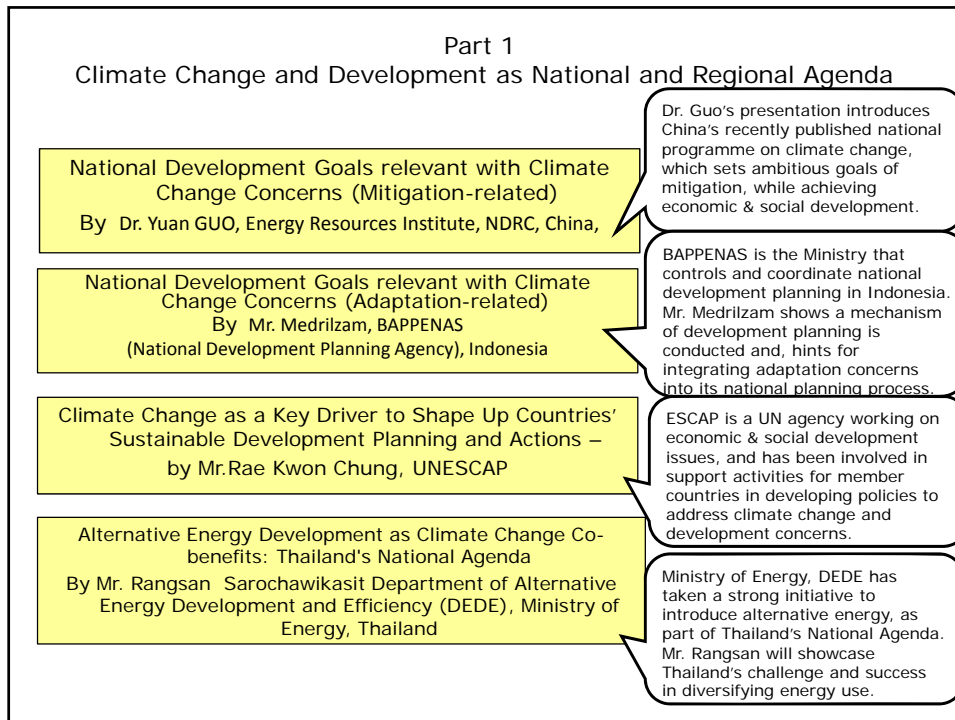 Part 1
Climate Change and Development as National and Regional Agenda
National Development Goals relevant with Climate
Change Concerns (Mitigation-related)
By Dr. Yuan GUO, Energy Resources Institute, NDRC, China,
Dr. Guo's presentation introduces
China's recently published national
programme on climate change,
which sets ambitious goals of
mitigation, while achieving
economic & social development.
National Development Goals relevant with Climate
Change Concerns (Adaptation-related)
By Mr. Medrilzam, BAPPENAS
(National Development Planning Agency), Indonesia
BAPPENAS is the Ministry that
controls and coordinate national
development planning in Indonesia.
Mr. Medrilzam shows a mechanism
of development planning is
conducted and, hints for
integrating adaptation concerns
into its national planning process.
Climate Change as a Key Driver to Shape Up Countries'
Sustainable Development Planning and Actions –
by Mr.Rae Kwon Chung, UNESCAP
ESCAP is a UN agency working on
economic & social development
issues, and has been involved in
support activities for member
countries in developing policies to
address climate change and
development concerns.
Alternative Energy Development as Climate Change Co-
benefits: Thailand's National Agenda
By Mr. Rangsan Sarochawikasit Department of Alternative
Energy Development and Efficiency (DEDE), Ministry of
Energy, Thailand
Ministry of Energy, DEDE has
taken a strong initiative to
introduce alternative energy, as
part of Thailand's National Agenda.
Mr. Rangsan will showcase
Thailand's challenge and success
in diversifying energy use.